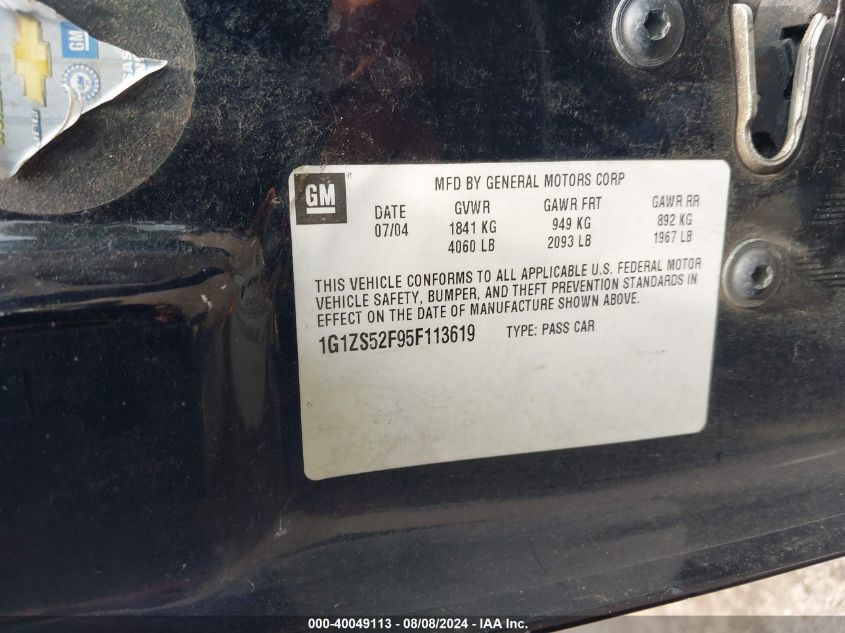 GM
GM
MFD BY GENERAL MOTORS CORP
DATE GVWR GAWR FRT GAWR RR
07/04 1841 KG 949 KG 892 KG
4060 LB 2093 LB 1967 LB
THIS VEHICLE CONFORMS TO ALL APPLICABLE U.S. FEDERAL MOTOR
VEHICLE SAFETY, BUMPER, AND THEFT PREVENTION STANDARDS IN
EFFECT ON THE DATE OF MANUFACTURE SHOWN ABOVE.
1G1ZS52F95F113619 TYPE: PASS CAR
000-40049113 - 08/08/2024 - IAA Inc.